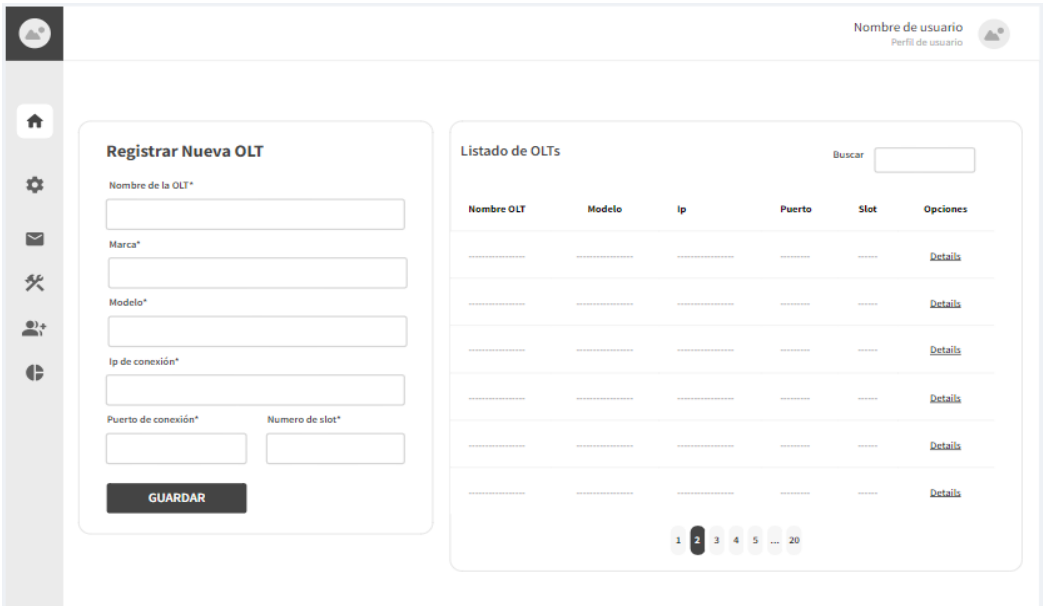 Nombre de usuario
Perfil de usuario
Registrar Nueva OLT
Nombre de la OLT*
Marca*
Modelo*
Ip de conexión*
Puerto de conexión* Numero de slot*
GUARDAR
Listado de OLTs
Buscar
Nombre OLT Modelo Ip Puerto Slot Opciones
----------------- ----------------- ----------------- --------- ------ Details
----------------- ----------------- ----------------- --------- ------ Details
----------------- ----------------- ----------------- --------- ------ Details
----------------- ----------------- ----------------- --------- ------ Details
----------------- ----------------- ----------------- --------- ------ Details
----------------- ----------------- ----------------- --------- ------ Details
1 2 3 4 5 ... 20